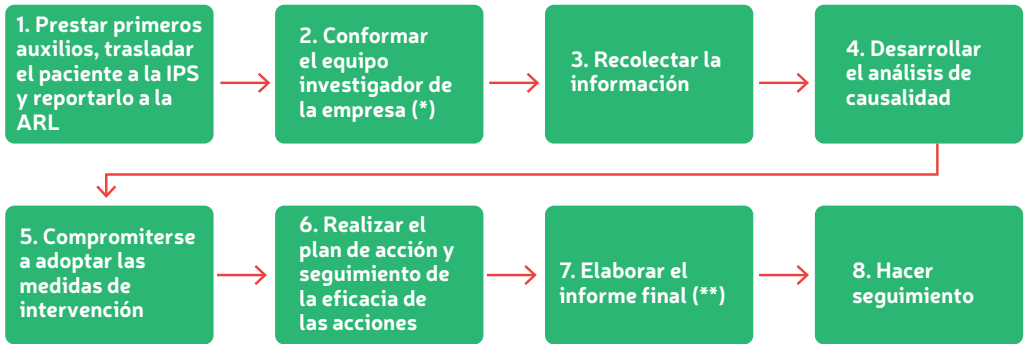 1. Prestar primeros
auxilios, trasladar
el paciente a la IPS
y reportarlo a la
ARL
2. Conformar
el equipo
investigador de
la empresa (*)
3. Recolectar la
información
4. Desarrollar
el análisis de
causalidad
5. Compromiterse
a adoptar las
medidas de
intervención
6. Realizar el
plan de acción y
seguimiento de
la eficacia de
las acciones
7. Elaborar el
informe final (**)
8. Hacer
seguimiento